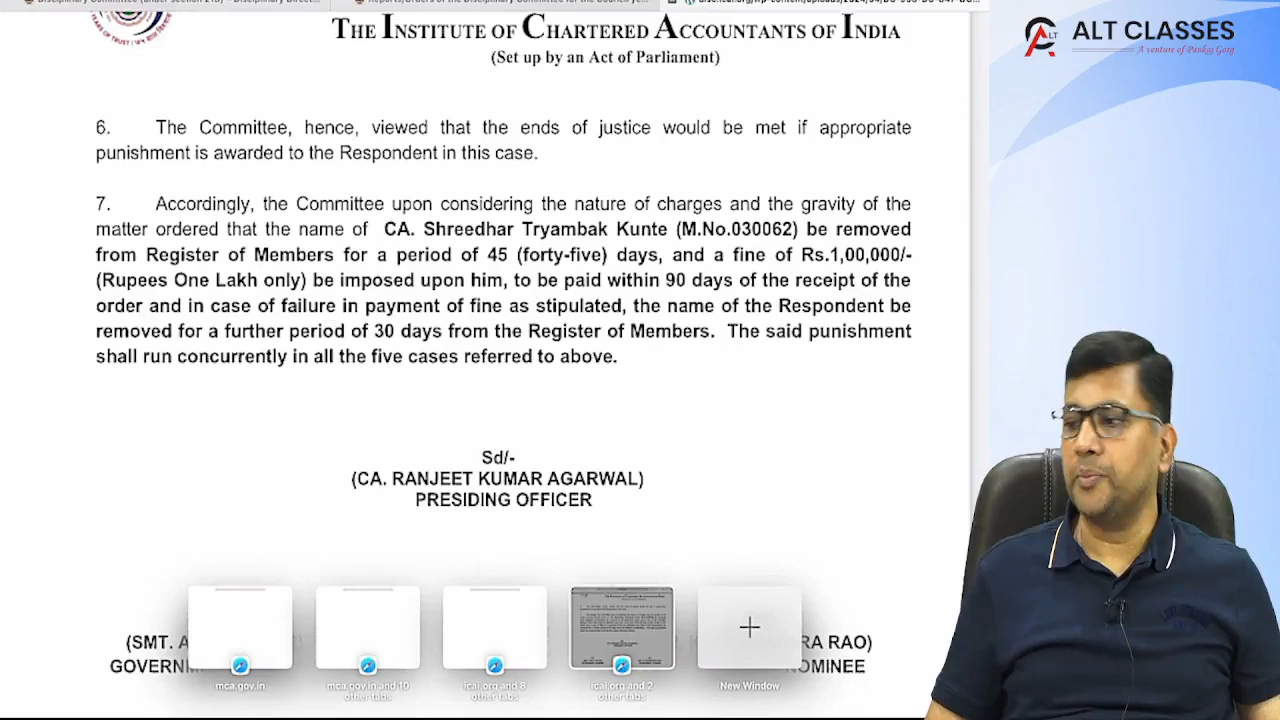 THE INSTITUTE OF CHARTERED ACCOUNTANTS OF INDIA
(Set up by an Act of Parliament)
ALT
ALT CLASSES
A venture of Pankaj Garg
6. The Committee, hence, viewed that the ends of justice would be met if appropriate
punishment is awarded to the Respondent in this case.
7. Accordingly, the Committee upon considering the nature of charges and the gravity of the
matter ordered that the name of CA. Shreedhar Tryambak Kunte (M.No.030062) be removed
from Register of Members for a period of 45 (forty-five) days, and a fine of Rs.1,00,000/-
(Rupees One Lakh only) be imposed upon him, to be paid within 90 days of the receipt of the
order and in case of failure in payment of fine as stipulated, the name of the Respondent be
removed for a further period of 30 days from the Register of Members. The said punishment
shall run concurrently in all the five cases referred to above.
Sd/-
(CA. RANJEET KUMAR AGARWAL)
PRESIDING OFFICER
(SMT. RAO)
NOMINEE
mca.gov.in
mca.gov.in and 10
other tabs
icai.org and 8
other tabs
icai.org and 2
other tabs
New Window